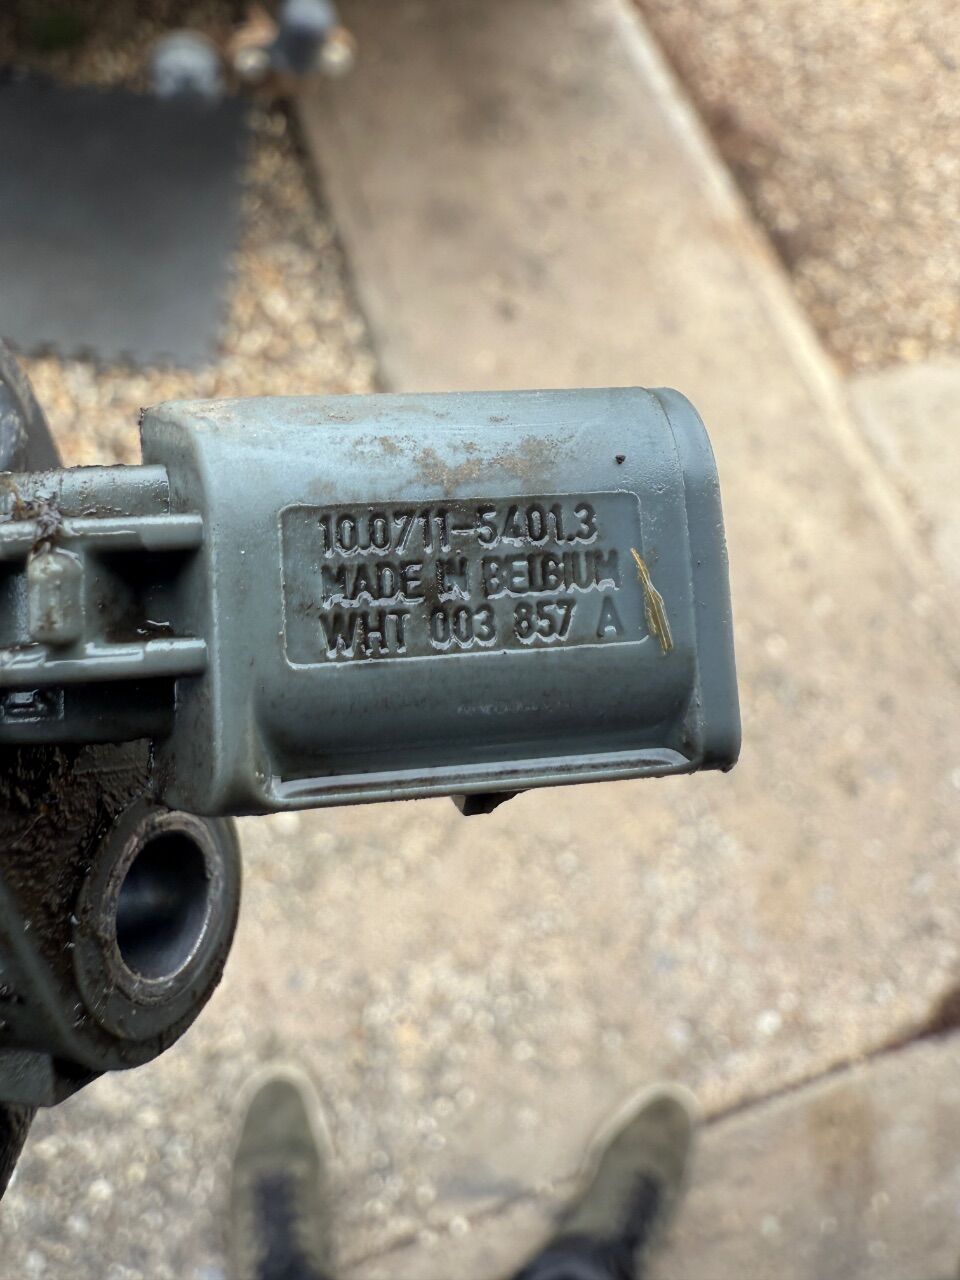 10.0711-5401.3
MADE IN BELGIUM
WHT 003 857 A